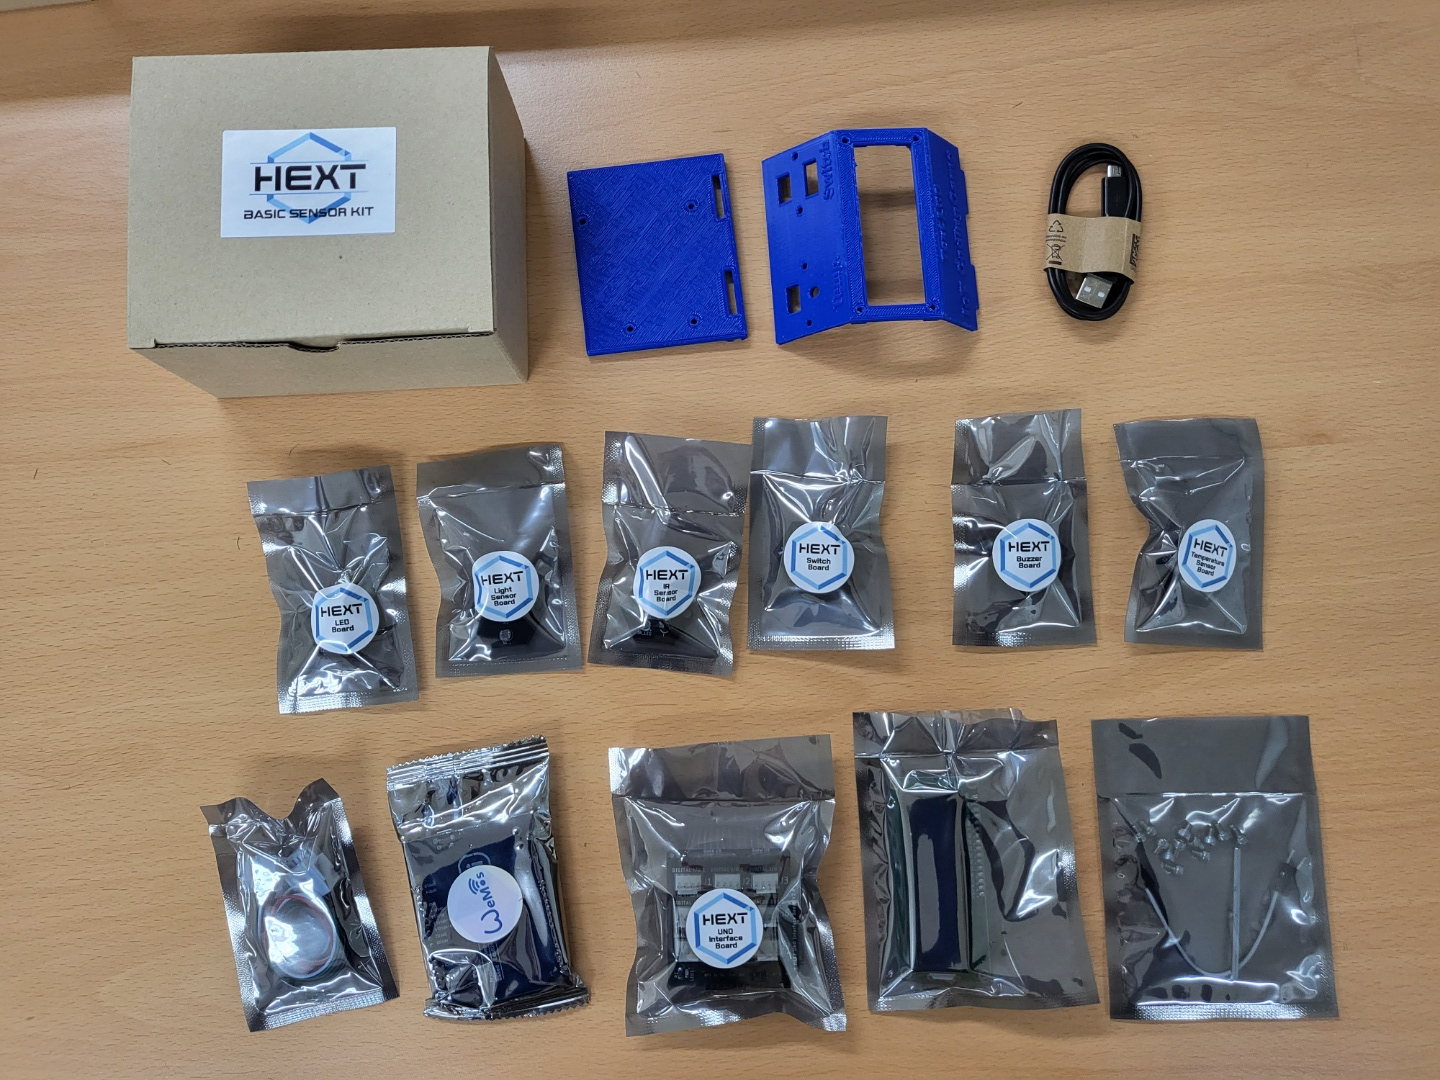 HEXT
BASIC SENSOR KIT
Switch
HEXT
LED
Board
HEXT
Light
Sensor
Board
HEXT
IR
Sensor
Board
HEXT
Switch
Board
HEXT
Buzzer
Board
HEXT
Temperature
Sensor
Board
WeMos
HEXT
UNO
Interface
Board